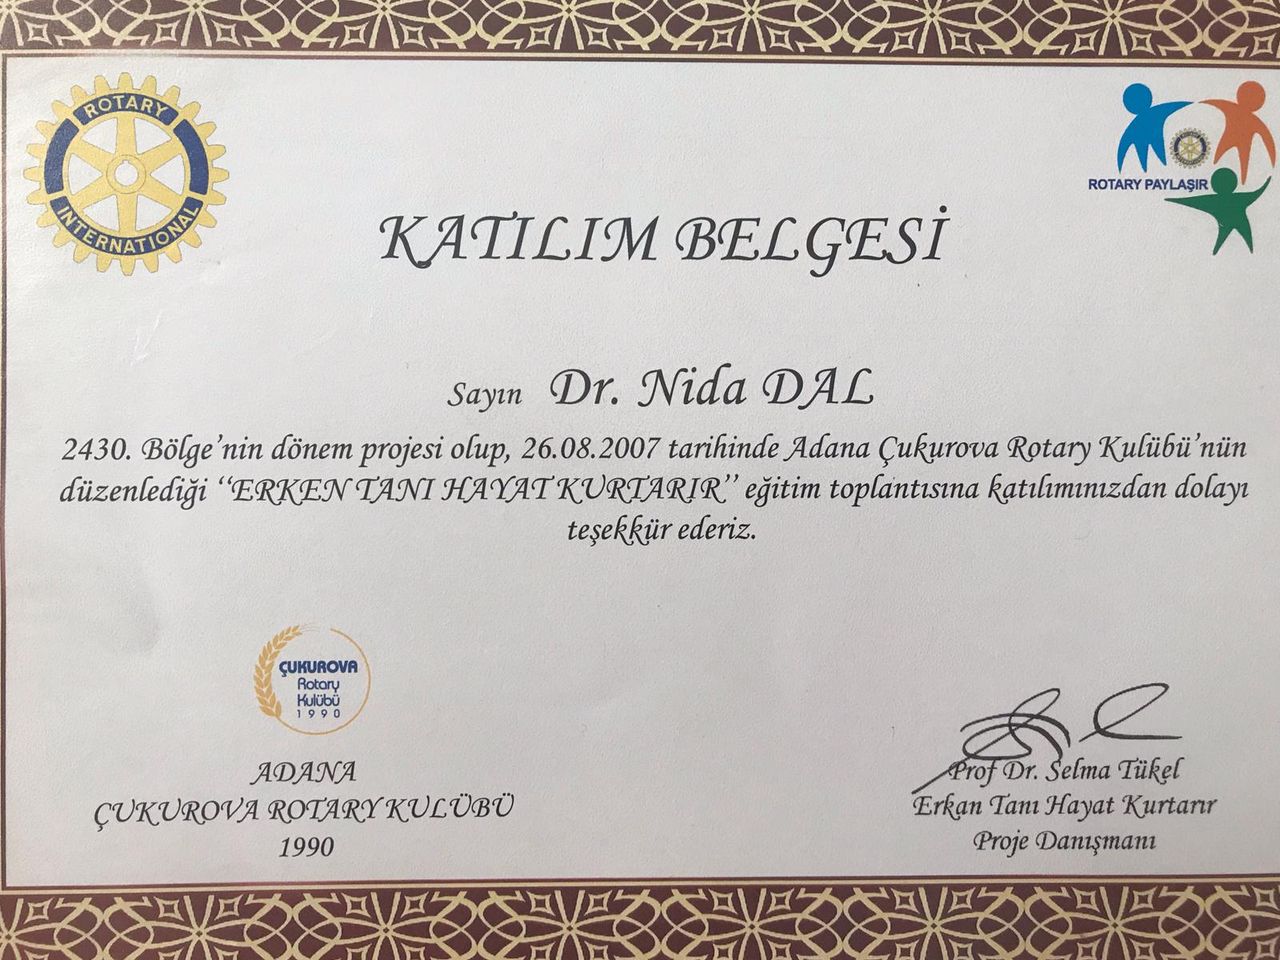 ROTARY
INTERNATIONAL
ROTARY PAYLAŞIR
KATILIM BELGESİ
Sayın Dr. Nida DAL
2430. Bölge'nin dönem projesi olup, 26.08.2007 tarihinde Adana Çukurova Rotary Kulübü'nün
düzenlediği “ERKEN TANI HAYAT KURTARIR” eğitim toplantısına katılımınızdan dolayı
teşekkür ederiz.
ÇUKUROVA
Rotary
Kulübü
1990
ADANA
ÇUKUROVA ROTARY KULÜBÜ
1990
Prof Dr. Selma Tükel
Erkan Tanı Hayat Kurtarır
Proje Danışmanı